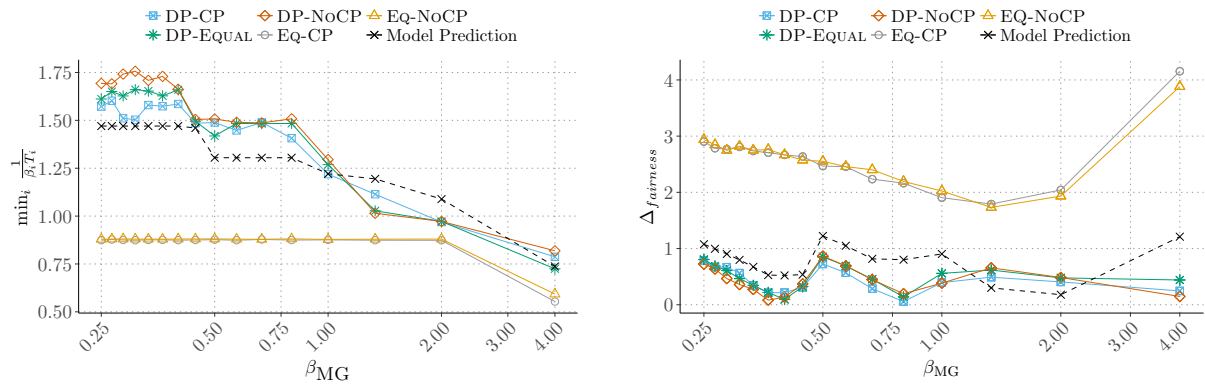 DP-CP DP-NoCP Eq-NoCP
DP-Equal Eq-CP Model Prediction
1.75
1.50
1.25
1.00
0.75
0.50
min_i 1/(β_i T_i)
0.25 0.50 0.75 1.00 2.00 3.00 4.00
β_MG
DP-CP DP-NoCP Eq-NoCP
DP-Equal Eq-CP Model Prediction
4
3
2
1
0
Δ_fairness
0.25 0.50 0.75 1.00 2.00 3.00 4.00
β_MG